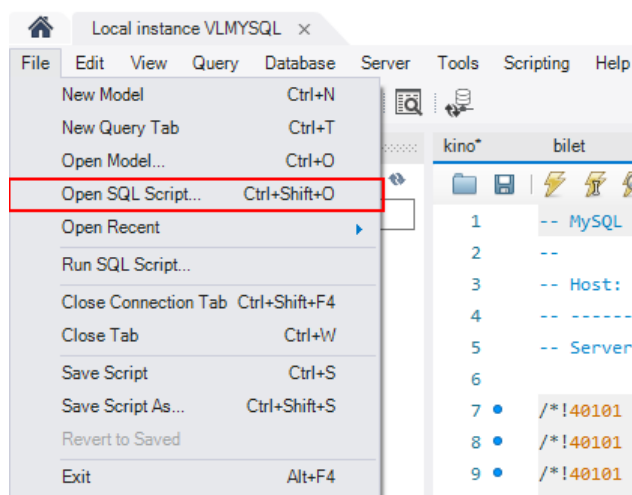 Local instance VLMYSQL ×
File Edit View Query Database Server Tools Scripting Help
New Model Ctrl+N
New Query Tab Ctrl+T
Open Model... Ctrl+O
Open SQL Script... Ctrl+Shift+O
Open Recent
Run SQL Script...
Close Connection Tab Ctrl+Shift+F4
Close Tab Ctrl+W
Save Script Ctrl+S
Save Script As... Ctrl+Shift+S
Revert to Saved
Exit Alt+F4
kino* bilet
1 -- MySQL
2 --
3 -- Host:
4 -- ------
5 -- Server
6
7 /*!40101
8 /*!40101
9 /*!40101